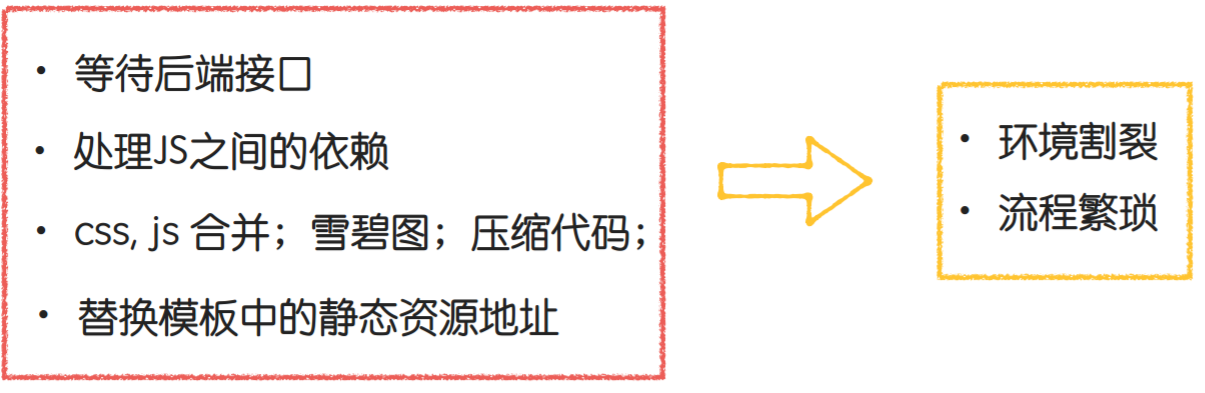 • 等待后端接口
• 处理JS之间的依赖
• css, js 合并；雪碧图；压缩代码；
• 替换模板中的静态资源地址
• 环境割裂
• 流程繁琐